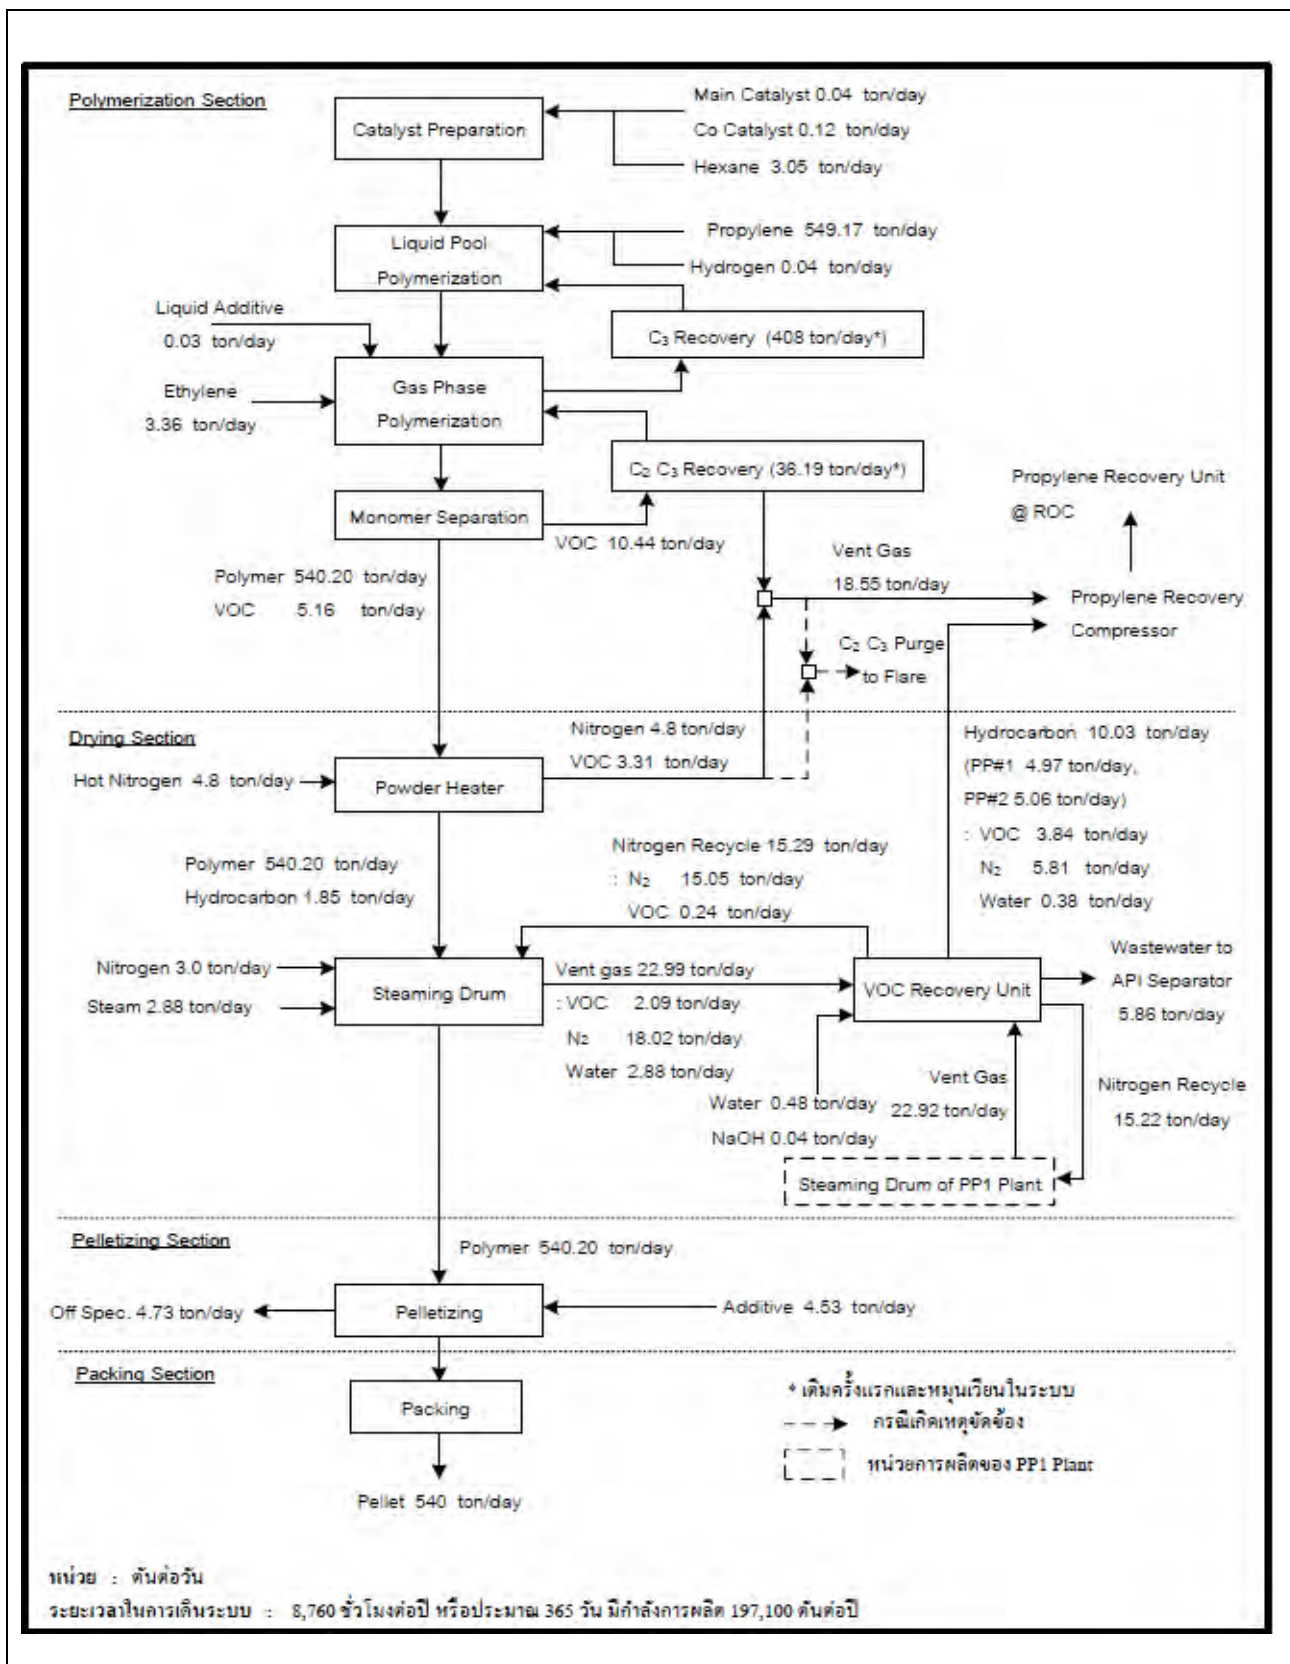 Polymerization Section
Main Catalyst 0.04 ton/day
Catalyst Preparation
Co Catalyst 0.12 ton/day
Hexane 3.05 ton/day
Propylene 549.17 ton/day
Liquid Pool
Polymerization
Hydrogen 0.04 ton/day
Liquid Additive
0.03 ton/day
C₃ Recovery (408 ton/day*)
Ethylene
3.36 ton/day
Gas Phase
Polymerization
C₂ C₃ Recovery (36.19 ton/day*)
Propylene Recovery Unit
@ ROC
Monomer Separation
VOC 10.44 ton/day
Vent Gas
18.55 ton/day
Polymer 540.20 ton/day
VOC 5.16 ton/day
Propylene Recovery
Compressor
C₂ C₃ Purge
to Flare
Drying Section
Nitrogen 4.8 ton/day
VOC 3.31 ton/day
Hot Nitrogen 4.8 ton/day
Powder Heater
Hydrocarbon 10.03 ton/day
(PP#1 4.97 ton/day,
PP#2 5.06 ton/day)
: VOC 3.84 ton/day
N₂ 5.81 ton/day
Water 0.38 ton/day
Polymer 540.20 ton/day
Hydrocarbon 1.85 ton/day
Nitrogen Recycle 15.29 ton/day
: N₂ 15.05 ton/day
VOC 0.24 ton/day
Nitrogen 3.0 ton/day
Steam 2.88 ton/day
Steaming Drum
Vent gas 22.99 ton/day
: VOC 2.09 ton/day
N₂ 18.02 ton/day
Water 2.88 ton/day
VOC Recovery Unit
Wastewater to
API Separator
5.86 ton/day
Water 0.48 ton/day
NaOH 0.04 ton/day
Vent Gas
22.92 ton/day
Nitrogen Recycle
15.22 ton/day
Steaming Drum of PP1 Plant
Pelletizing Section
Polymer 540.20 ton/day
Off Spec. 4.73 ton/day
Pelletizing
Additive 4.53 ton/day
Packing Section
Packing
Pellet 540 ton/day
* เติมครั้งแรกและหมุนเวียนในระบบ
กรณีเกิดเหตุขัดข้อง
หน่วยการผลิตของ PP1 Plant
หน่วย : ตันต่อวัน
ระยะเวลาในการเดินระบบ : 8,760 ชั่วโมงต่อปี หรือประมาณ 365 วัน มีกำลังการผลิต 197,100 ตันต่อปี